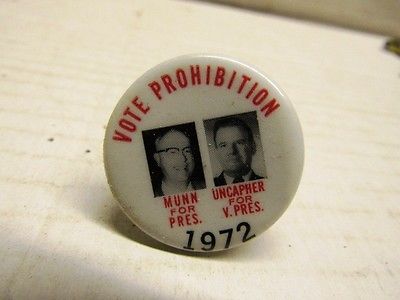 VOTE PROHIBITION
MUNN
FOR
PRES.
UNCAPHER
FOR
V. PRES.
1972